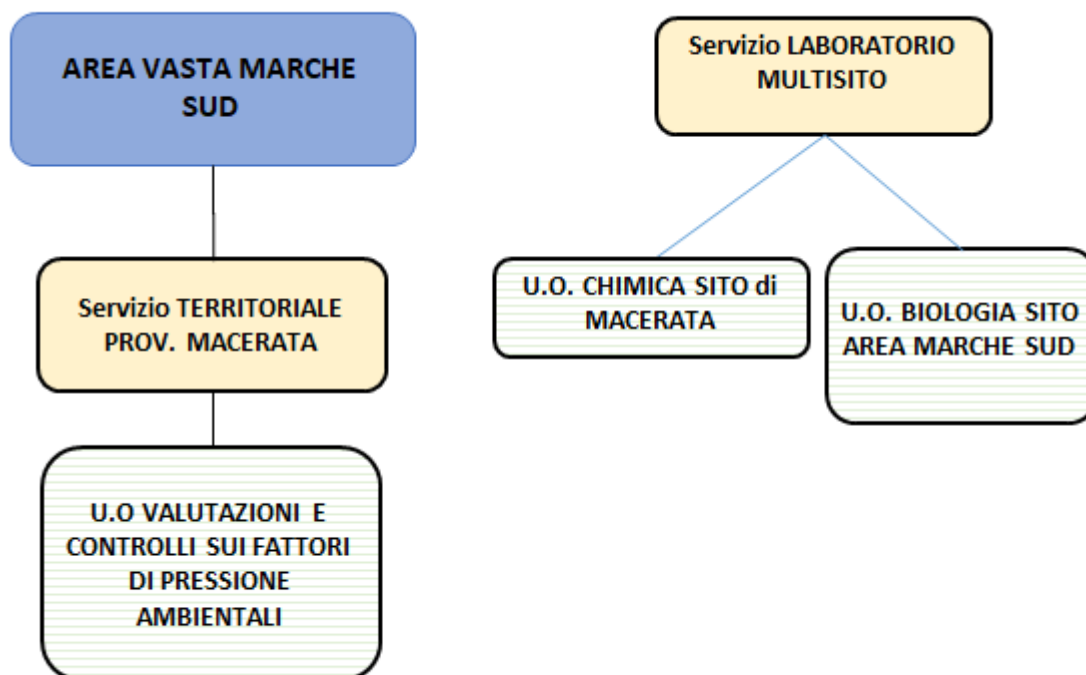 AREA VASTA MARCHE
SUD
Servizio TERRITORIALE
PROV. MACERATA
U.O VALUTAZIONI E
CONTROLLI SUI FATTORI
DI PRESSIONE
AMBIENTALI
Servizio LABORATORIO
MULTISITO
U.O. CHIMICA SITO di
MACERATA
U.O. BIOLOGIA SITO
AREA MARCHE SUD